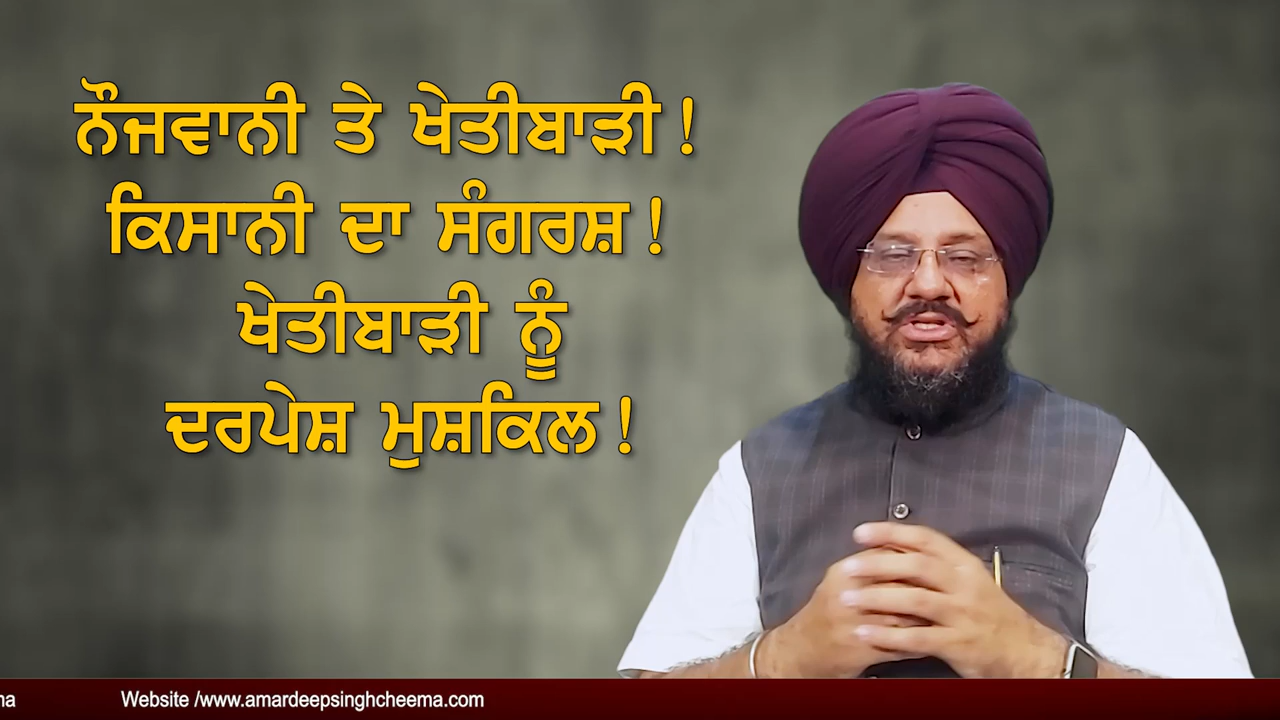 ਨੌਜਵਾਨੀ ਤੇ ਖੇਤੀਬਾੜੀ !
ਕਿਸਾਨੀ ਦਾ ਸੰਗਰਸ਼ !
ਖੇਤੀਬਾੜੀ ਨੂੰ
ਦਰਪੇਸ਼ ਮੁਸ਼ਕਿਲ !
ma Website /www.amardeepsinghcheema.com